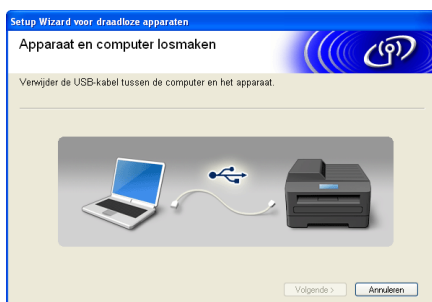 Setup Wizard voor draadloze apparaten
Apparaat en computer losmaken
Verwijder de USB-kabel tussen de computer en het apparaat.
Volgende >
Annuleren